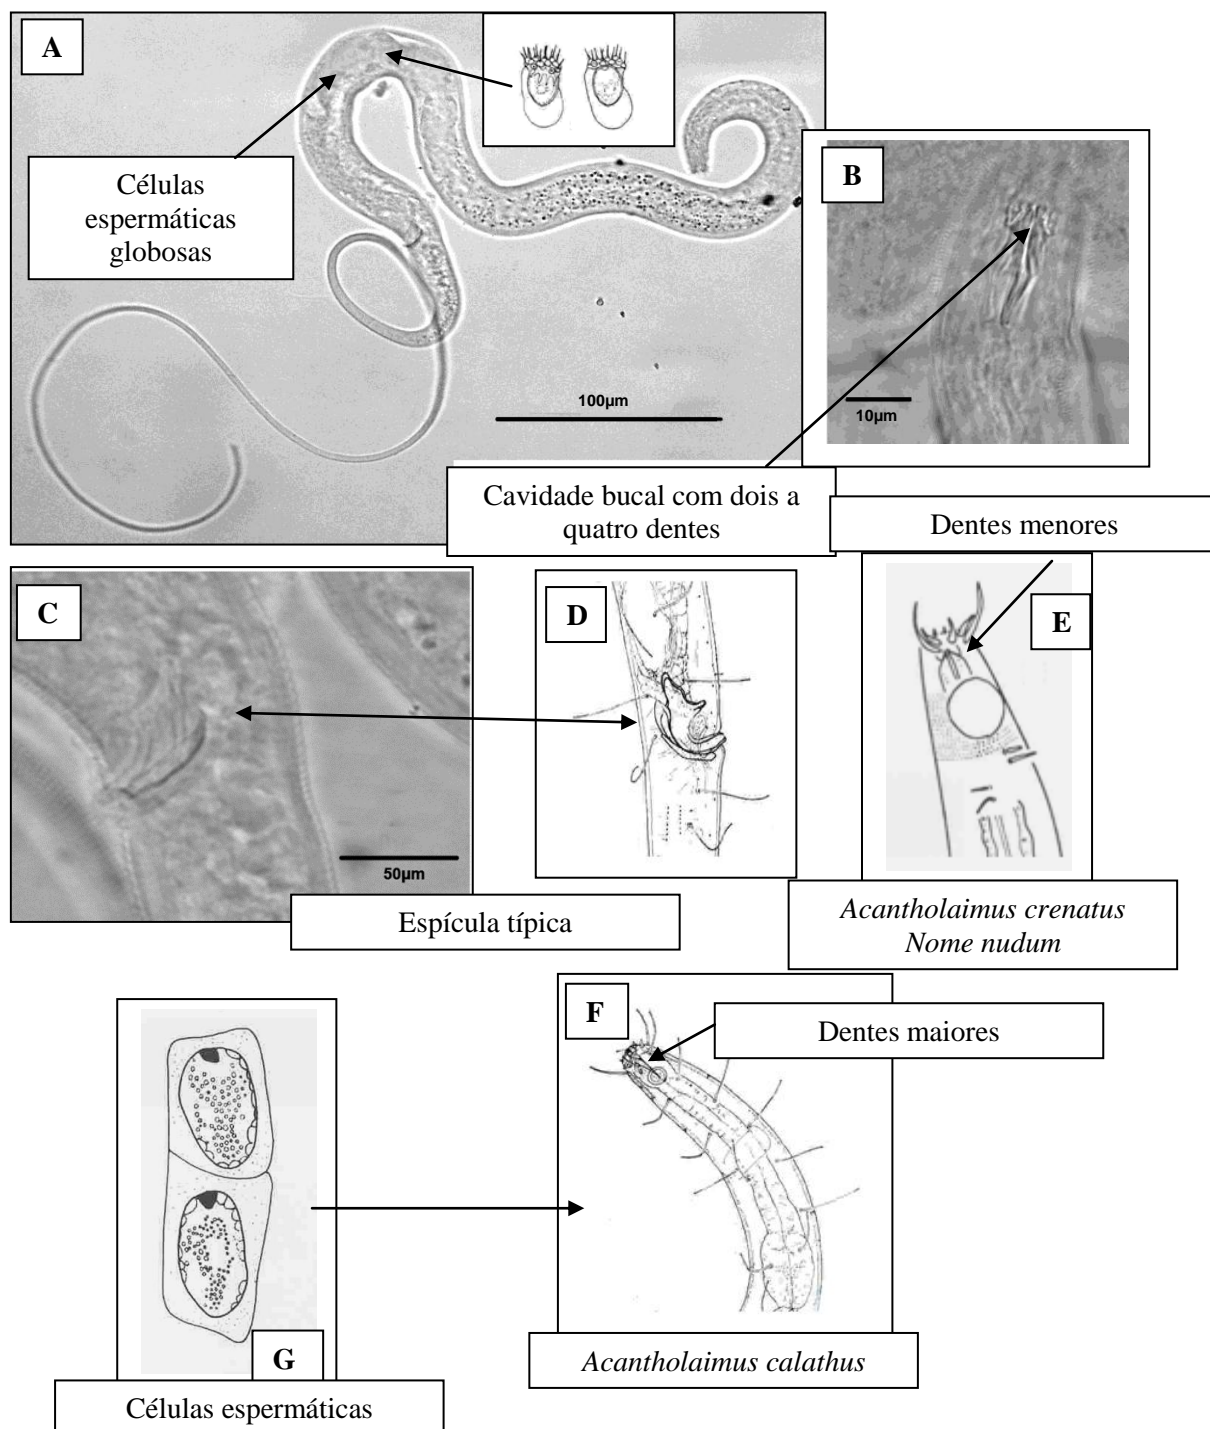 A
Células
espermáticas
globosas
100µm
B
10µm
Cavidade bucal com dois a
quatro dentes
Dentes menores
C
50µm
Espícula típica
D
E
Acantholaimus crenatus
Nome nudum
F
Dentes maiores
Acantholaimus calathus
G
Células espermáticas